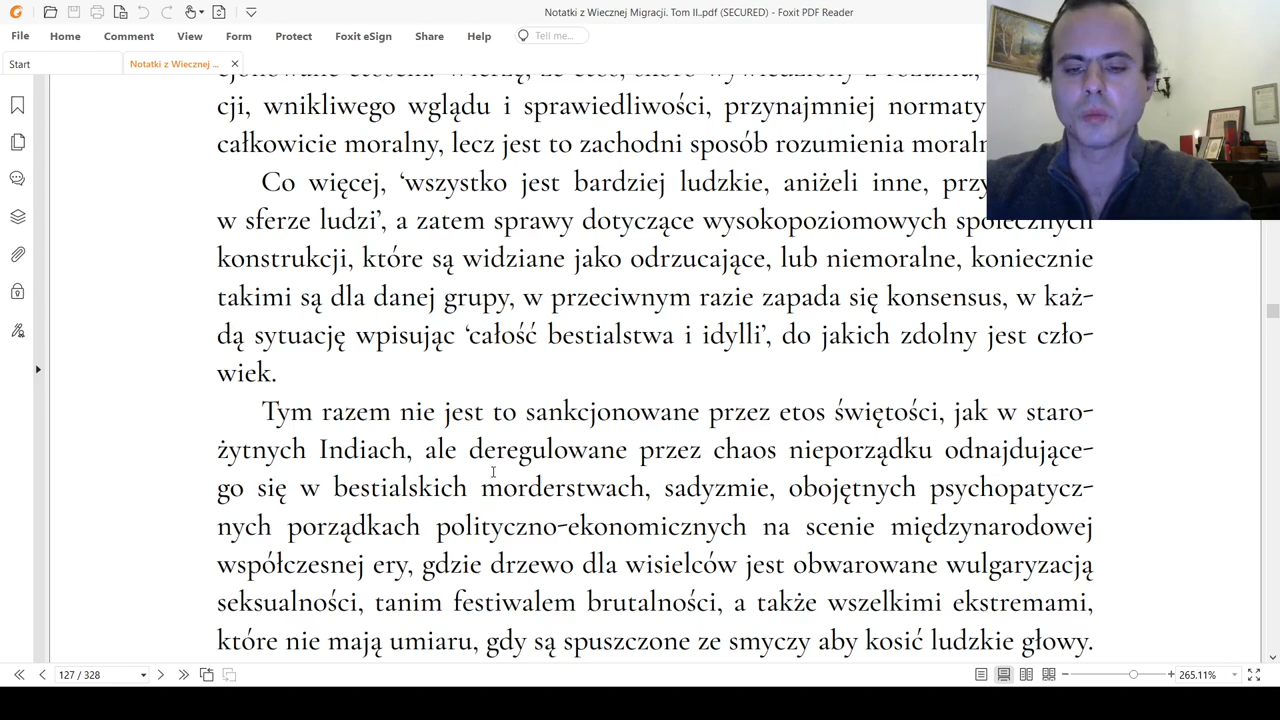 Notatki z Wiecznej Migracji. Tom II.pdf (SECURED) - Foxit PDF Reader
File Home Comment View Form Protect Foxit eSign Share Help Tell me...
Start Notatki z Wiecznej ...
cji, wnikliwego wglądu i sprawiedliwości, przynajmniej normaty
całkowicie moralny, lecz jest to zachodni sposób rozumienia moraln
Co więcej, ‘wszystko jest bardziej ludzkie, aniżeli inne, przy
w sferze ludzi’, a zatem sprawy dotyczące wysokopoziomowych społecznych
konstrukcji, które są widziane jako odrzucające, lub niemoralne, koniecznie
takimi są dla danej grupy, w przeciwnym razie zapada się konsensus, w każ-
dą sytuację wpisując ‘całość bestialstwa i idylli’, do jakich zdolny jest czło-
wiek.
Tym razem nie jest to sankcjonowane przez etos świętości, jak w staro-
żytnych Indiach, ale deregulowane przez chaos nieporządku odnajdujące-
go się w bestialskich morderstwach, sadyzmie, obojętnych psychopatycz-
nych porządkach polityczno-ekonomicznych na scenie międzynarodowej
współczesnej ery, gdzie drzewo dla wisielców jest obwarowane wulgaryzacją
seksualności, tanim festiwalem brutalności, a także wszelkimi ekstremami,
które nie mają umiaru, gdy są spuszczone ze smyczy aby kosić ludzkie głowy.
127 / 328 265.11%